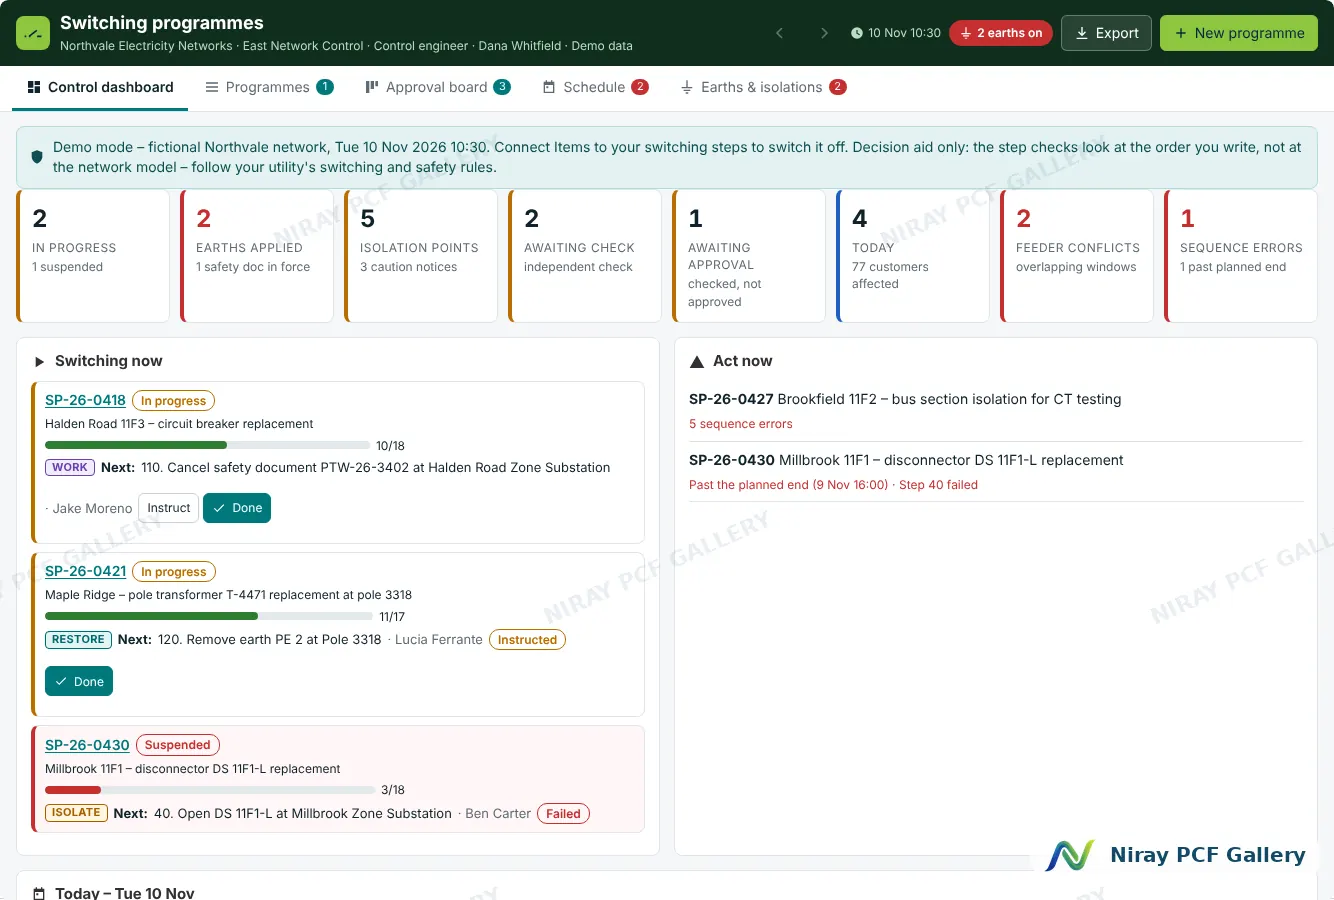 Switching programmes
Northvale Electricity Networks · East Network Control · Control engineer · Dana Whitfield · Demo data
10 Nov 10:30
2 earths on
Export
+ New programme
Control dashboard
Programmes 1
Approval board 3
Schedule 2
Earths & isolations 2
Demo mode – fictional Northvale network, Tue 10 Nov 2026 10:30. Connect Items to your switching steps to switch it off. Decision aid only: the step checks look at the order you write, not at
the network model – follow your utility's switching and safety rules.
2
IN PROGRESS
1 suspended
2
EARTHS APPLIED
1 safety doc in force
5
ISOLATION POINTS
3 caution notices
2
AWAITING CHECK
independent check
1
AWAITING
APPROVAL
checked, not
approved
4
TODAY
77 customers
affected
2
FEEDER CONFLICTS
overlapping windows
1
SEQUENCE ERRORS
1 past planned end
Switching now
SP-26-0418 In progress
Halden Road 11F3 – circuit breaker replacement
10/18
WORK Next: 110. Cancel safety document PTW-26-3402 at Halden Road Zone Substation
· Jake Moreno Instruct Done
SP-26-0421 In progress
Maple Ridge – pole transformer T-4471 replacement at pole 3318
11/17
RESTORE Next: 120. Remove earth PE 2 at Pole 3318 · Lucia Ferrante Instructed
Done
SP-26-0430 Suspended
Millbrook 11F1 – disconnector DS 11F1-L replacement
3/18
ISOLATE Next: 40. Open DS 11F1-L at Millbrook Zone Substation · Ben Carter Failed
Act now
SP-26-0427 Brookfield 11F2 – bus section isolation for CT testing
5 sequence errors
SP-26-0430 Millbrook 11F1 – disconnector DS 11F1-L replacement
Past the planned end (9 Nov 16:00) · Step 40 failed
Today – Tue 10 Nov
Niray PCF Gallery
NIRAY PCF GALLERY
NIRAY PCF GALLERY
NIRAY PCF GALLERY
NIRAY PCF GALLERY